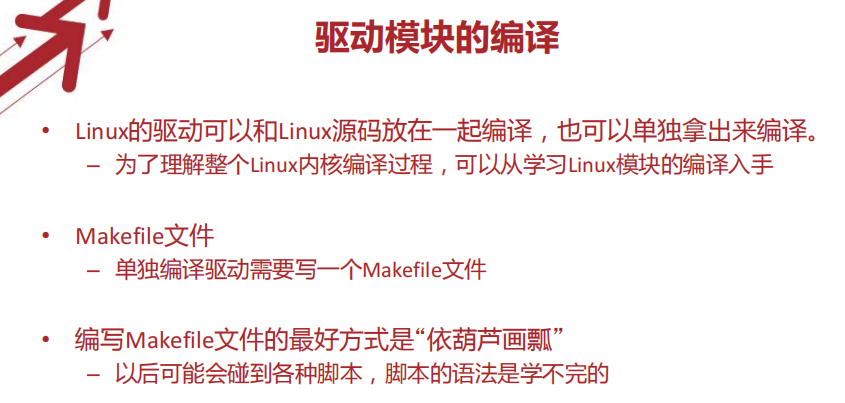 驱动模块的编译
• Linux的驱动可以和Linux源码放在一起编译，也可以单独拿出来编译。
– 为了理解整个Linux内核编译过程，可以从学习Linux模块的编译入手
• Makefile文件
– 单独编译驱动需要写一个Makefile文件
• 编写Makefile文件的最好方式是“依葫芦画瓢”
– 以后可能会碰到各种脚本，脚本的语法是学不完的